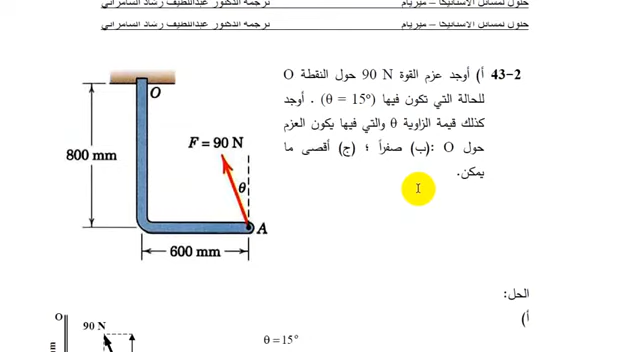 حلول لمسائل الاستاتيكا – ميريام ترجمة الدكتور عبداللطيف رشاد السامرائي
حلول لمسائل الاستاتيكا – ميريام ترجمة الدكتور عبداللطيف رشاد السامرائي
43-2 أ) أوجد عزم القوة 90 N حول النقطة O
للحالة التي تكون فيها (θ = 15º) . أوجد
كذلك قيمة الزاوية θ والتي فيها يكون العزم
حول O :(ب) صفراً ؛ (ج) أقصى ما
يمكن.
O
F = 90 N
800 mm
θ
A
600 mm
الحل:
أ)
O
90 N
θ = 15°